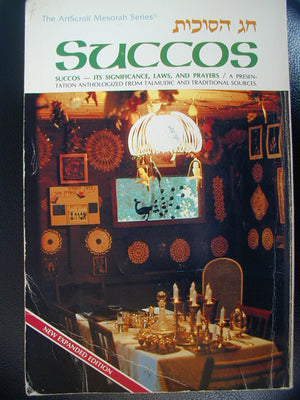 The ArtScroll Mesorah Series®
חג הסוכות
SUCCOS
SUCCOS — ITS SIGNIFICANCE, LAWS, AND PRAYERS / A PRESEN-
TATION ANTHOLOGIZED FROM TALMUDIC AND TRADITIONAL SOURCES.
NEW EXPANDED EDITION